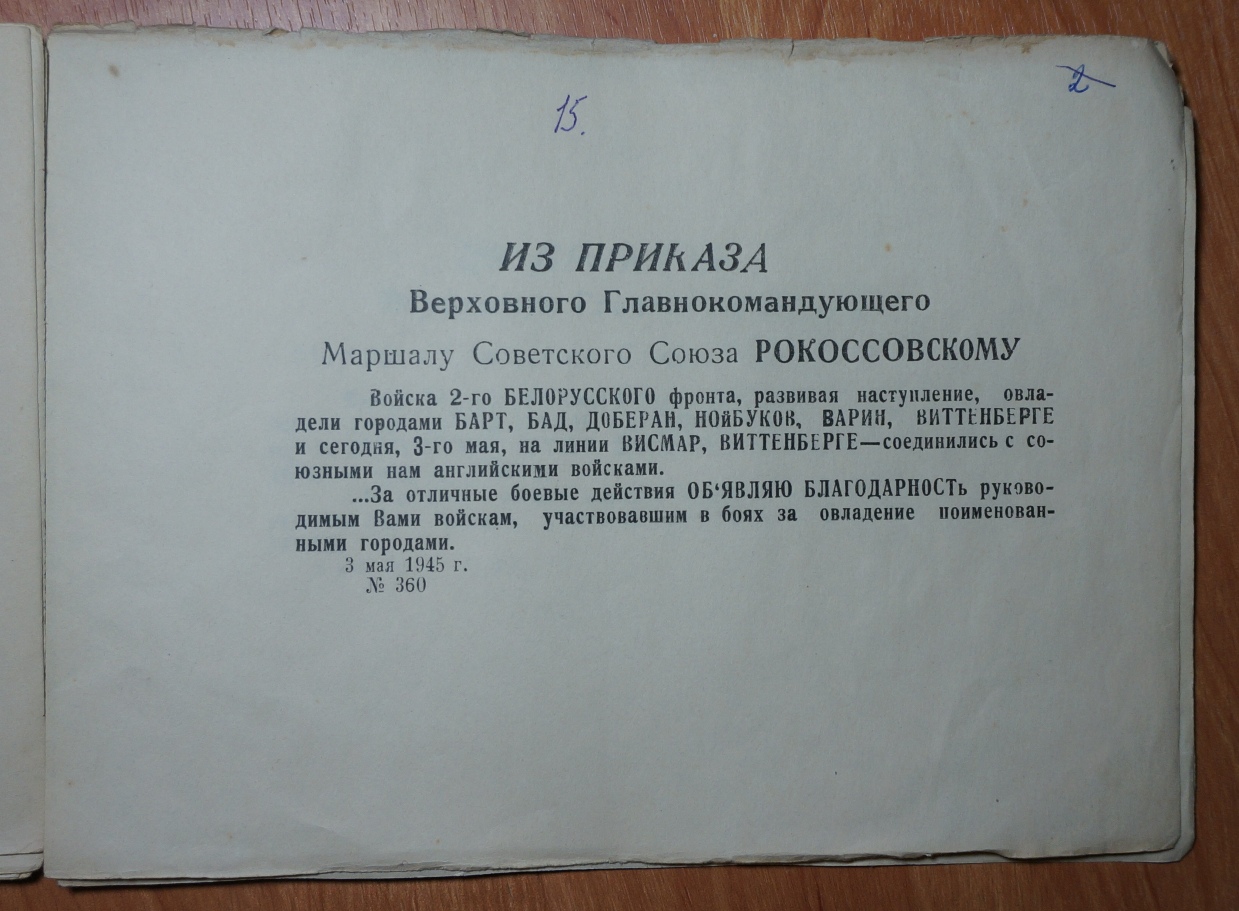 15.
2
ИЗ ПРИКАЗА
Верховного Главнокомандующего
Маршалу Советского Союза РОКОССОВСКОМУ
Войска 2-го БЕЛОРУССКОГО фронта, развивая наступление, овла-
дели городами БАРТ, БАД, ДОБЕРАН, НОЙБУКОВ, ВАРИН, ВИТТЕНБЕРГЕ
и сегодня, 3-го мая, на линии ВИСМАР, ВИТТЕНБЕРГЕ—соединились с со-
юзными нам английскими войсками.
...За отличные боевые действия ОБ‘ЯВЛЯЮ БЛАГОДАРНОСТь руково-
димым Вами войскам, участвовавшим в боях за овладение поименован-
ными городами.
3 мая 1945 г.
№ 360